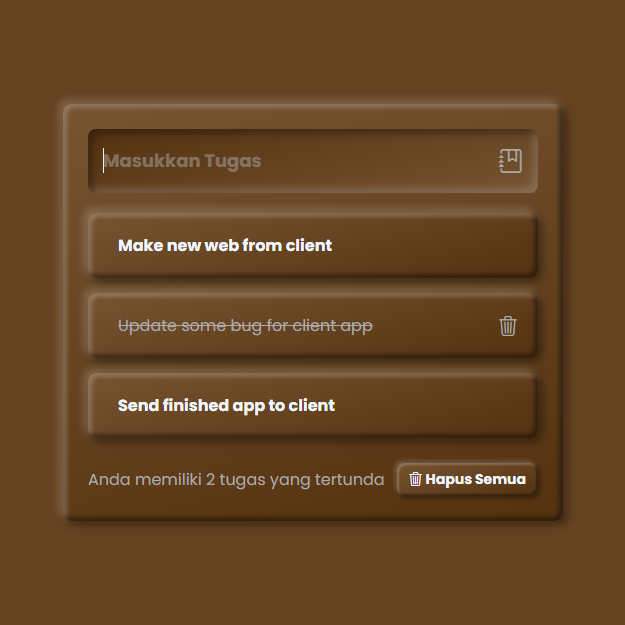 Masukkan Tugas
Make new web from client
Update some bug for client app
Send finished app to client
Anda memiliki 2 tugas yang tertunda
Hapus Semua